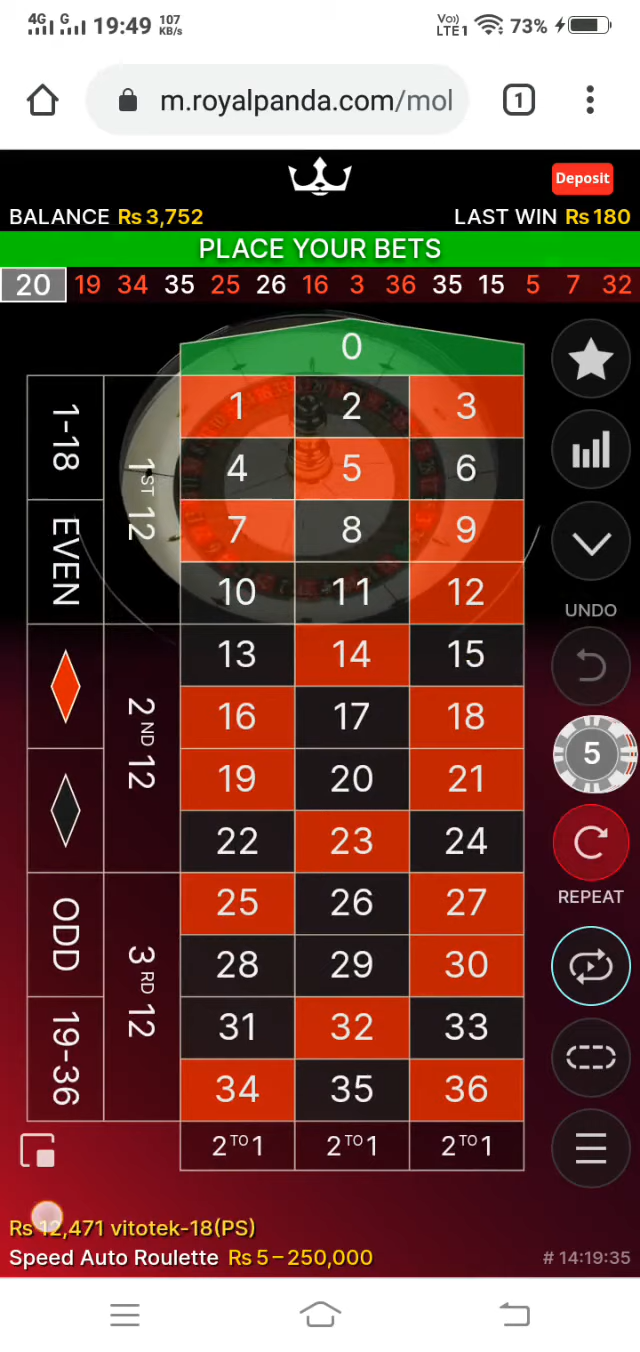 4G G 19:49 107 KB/s Vo) LTE1 73%
m.royalpanda.com/mol 1
Deposit
BALANCE Rs 3,752 LAST WIN Rs 180
PLACE YOUR BETS
20 19 34 35 25 26 16 3 36 35 15 5 7 32
0
1-18 1ST 12 1 2 3
4 5 6
EVEN 7 8 9
10 11 12
UNDO
2ND 12 13 14 15
16 17 18
5
19 20 21
22 23 24
REPEAT
ODD 3RD 12 25 26 27
28 29 30
19-36 31 32 33
34 35 36
2 TO 1 2 TO 1 2 TO 1
Rs 12,471 vitotek-18(PS)
Speed Auto Roulette Rs 5 – 250,000 # 14:19:35